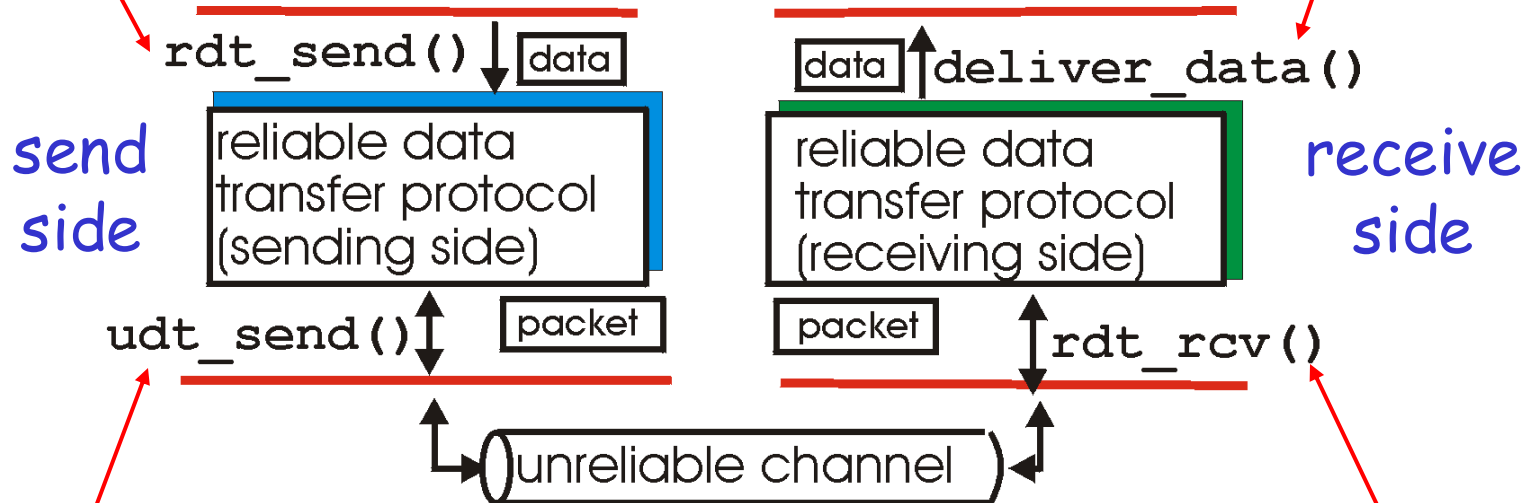 rdt_send()
data
data
deliver_data()
send
side
reliable data
transfer protocol
(sending side)
reliable data
transfer protocol
(receiving side)
receive
side
udt_send()
packet
packet
rdt_rcv()
unreliable channel